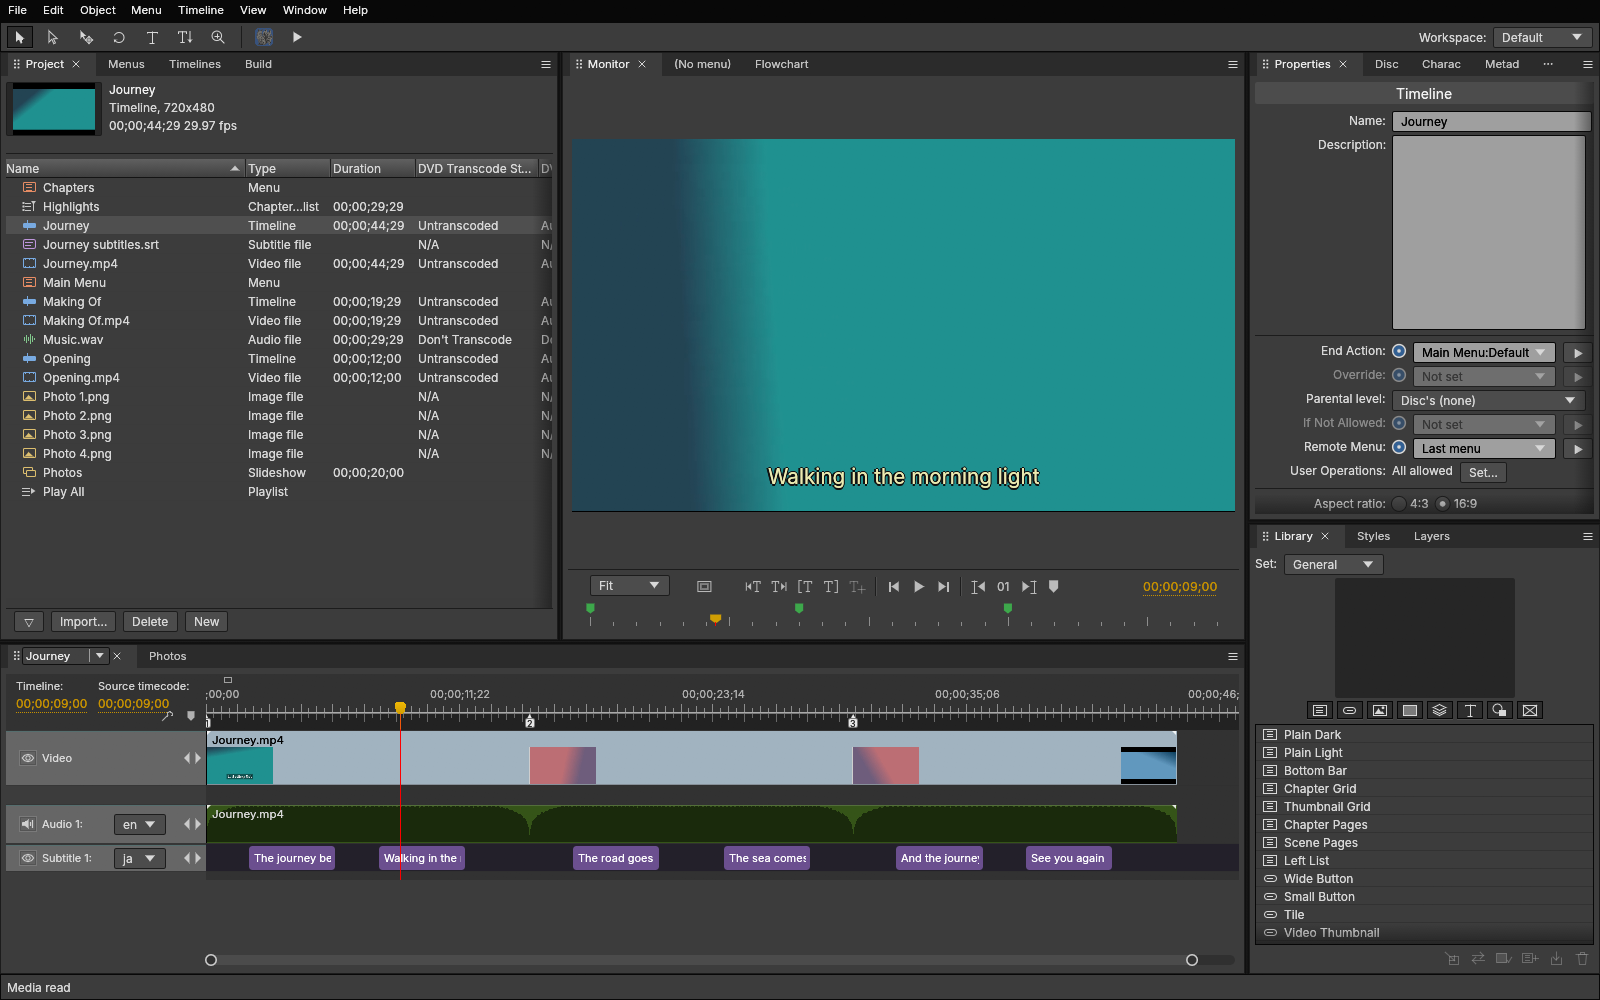 File Edit Object Menu Timeline View Window Help
Workspace: Default
Project Menus Timelines Build
Journey
Timeline, 720x480
00;00;44;29 29.97 fps
Name Type Duration DVD Transcode St... DV
Chapters Menu
Highlights Chapter...list 00;00;29;29
Journey Timeline 00;00;44;29 Untranscoded Au
Journey subtitles.srt Subtitle file N/A N/
Journey.mp4 Video file 00;00;44;29 Untranscoded Au
Main Menu Menu
Making Of Timeline 00;00;19;29 Untranscoded Au
Making Of.mp4 Video file 00;00;19;29 Untranscoded Au
Music.wav Audio file 00;00;29;29 Don't Transcode Do
Opening Timeline 00;00;12;00 Untranscoded Au
Opening.mp4 Video file 00;00;12;00 Untranscoded Au
Photo 1.png Image file N/A N/
Photo 2.png Image file N/A N/
Photo 3.png Image file N/A N/
Photo 4.png Image file N/A N/
Photos Slideshow 00;00;20;00
Play All Playlist
Import... Delete New
Monitor (No menu) Flowchart
Walking in the morning light
Fit 01 00;00;09;00
Properties Disc Charac Metad ...
Timeline
Name: Journey
Description:
End Action: Main Menu:Default
Override: Not set
Parental level: Disc's (none)
If Not Allowed: Not set
Remote Menu: Last menu
User Operations: All allowed Set...
Aspect ratio: 4:3 16:9
Library Styles Layers
Set: General
Plain Dark
Plain Light
Bottom Bar
Chapter Grid
Thumbnail Grid
Chapter Pages
Scene Pages
Left List
Wide Button
Small Button
Tile
Video Thumbnail
Journey Photos
Timeline: Source timecode:
00;00;09;00 00;00;09;00
;00;00 00;00;11;22 00;00;23;14 00;00;35;06 00;00;46;
1 2 3
Video Journey.mp4
Audio 1: en Journey.mp4
Subtitle 1: ja The journey be Walking in the The road goes The sea comes And the journey See you again
Media read